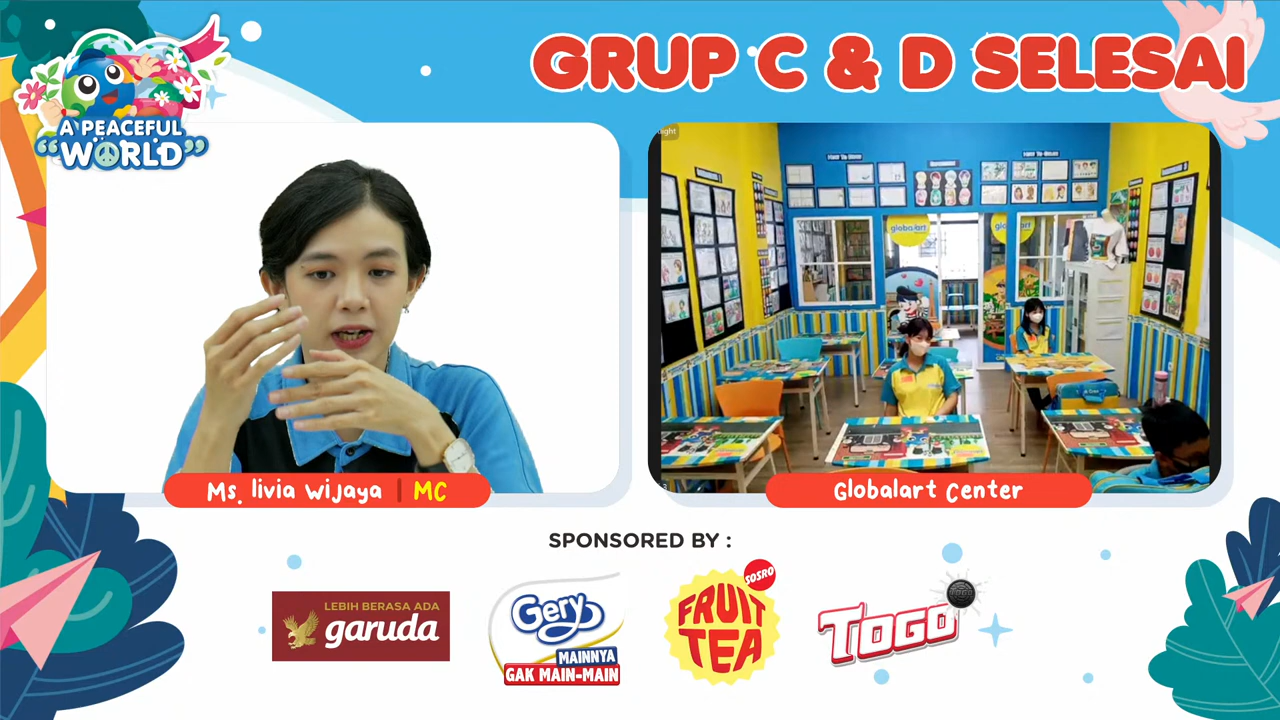 GRUP C & D SELESAI
A PEACEFUL
"WORLD"
globalart
Ms. livia wijaya | MC
Globalart Center
SPONSORED BY :
LEBIH BERASA ADA
garuda
Gery
MAINNYA
GAK MAIN-MAIN
SOSRO
FRUIT
TEA
TOGO